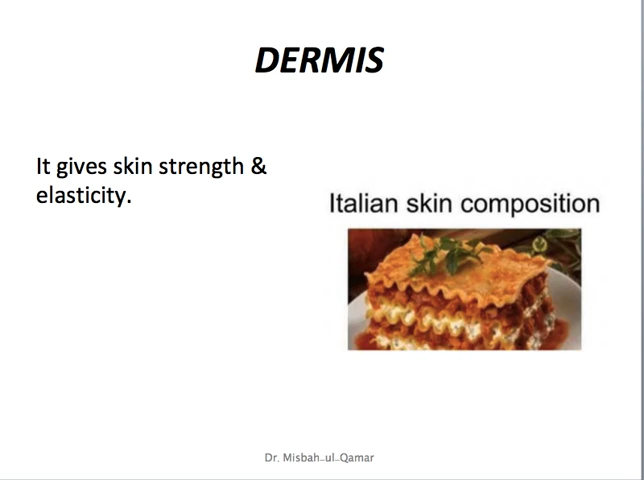 DERMIS
It gives skin strength &
elasticity.
Italian skin composition
Dr. Misbah-ul-Qamar